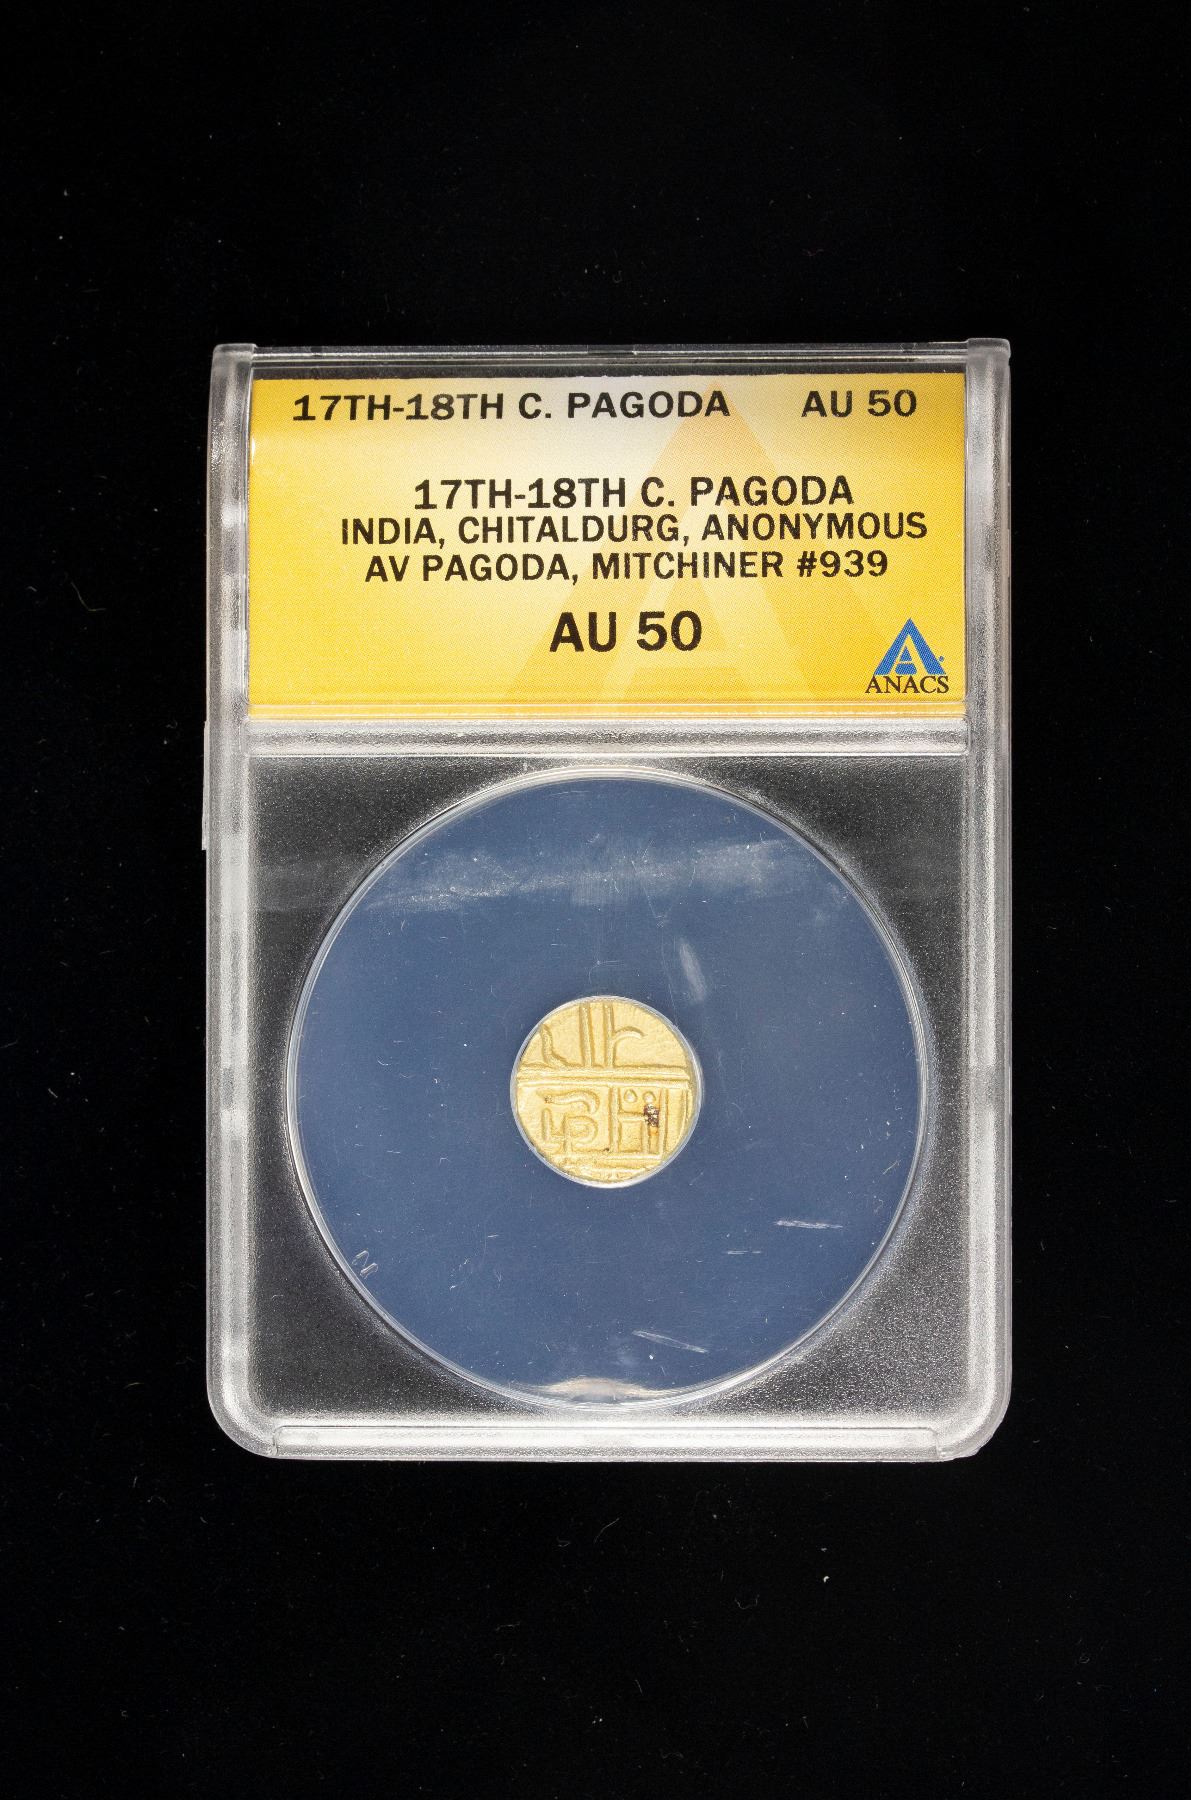 17TH-18TH C. PAGODA AU 50
17TH-18TH C. PAGODA
INDIA, CHITALDURG, ANONYMOUS
AV PAGODA, MITCHINER #939
AU 50
ANACS